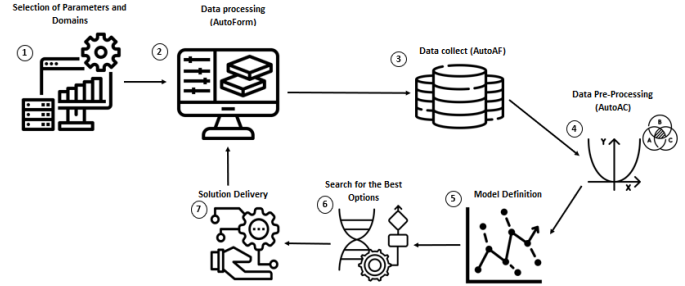 Selection of Parameters and
Domains
1
Data processing
(AutoForm)
2
Data collect (AutoAF)
3
Data Pre-Processing
(AutoAC)
4
Y
X
B
A
C
Model Definition
5
Search for the Best
Options
6
Solution Delivery
7